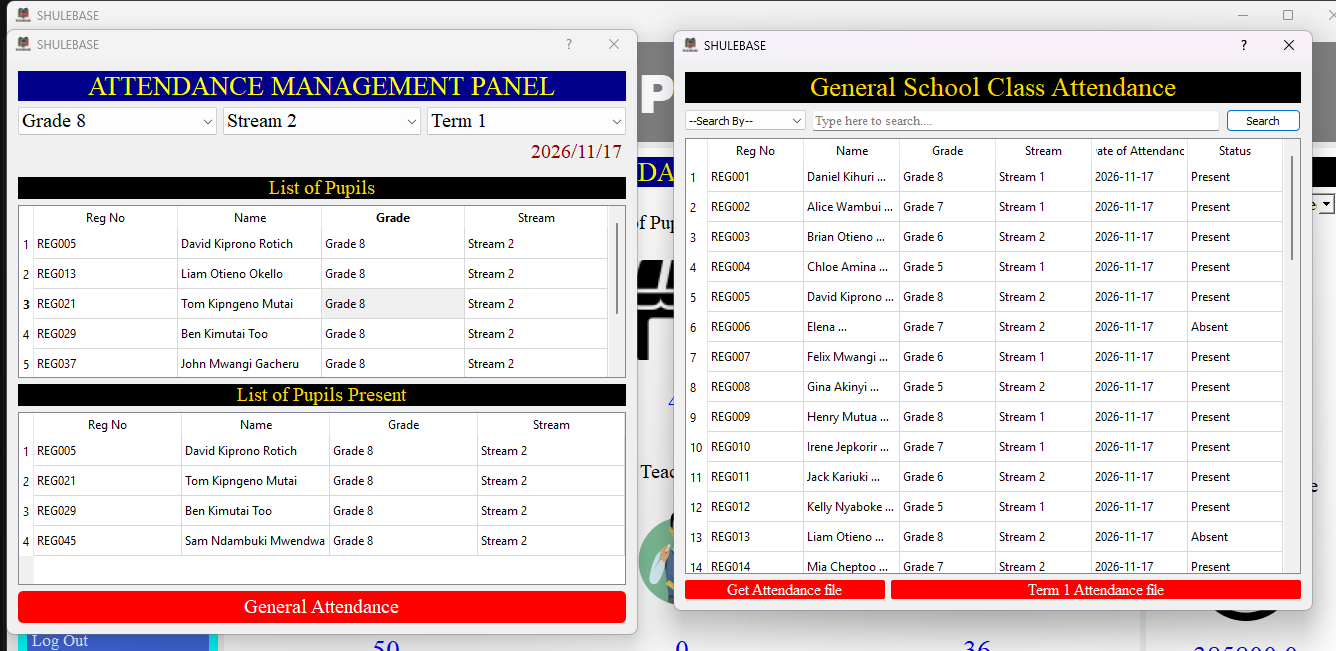 SHULEBASE
SHULEBASE
ATTENDANCE MANAGEMENT PANEL
Grade 8 Stream 2 Term 1
2026/11/17
List of Pupils
Reg No Name Grade Stream
1 REG005 David Kiprono Rotich Grade 8 Stream 2
2 REG013 Liam Otieno Okello Grade 8 Stream 2
3 REG021 Tom Kipngeno Mutai Grade 8 Stream 2
4 REG029 Ben Kimutai Too Grade 8 Stream 2
5 REG037 John Mwangi Gacheru Grade 8 Stream 2
List of Pupils Present
Reg No Name Grade Stream
1 REG005 David Kiprono Rotich Grade 8 Stream 2
2 REG021 Tom Kipngeno Mutai Grade 8 Stream 2
3 REG029 Ben Kimutai Too Grade 8 Stream 2
4 REG045 Sam Ndambuki Mwendwa Grade 8 Stream 2
General Attendance
Log Out
SHULEBASE
General School Class Attendance
--Search By-- Type here to search.... Search
Reg No Name Grade Stream ate of Attendanc Status
1 REG001 Daniel Kihuri ... Grade 8 Stream 1 2026-11-17 Present
2 REG002 Alice Wambui ... Grade 7 Stream 1 2026-11-17 Present
3 REG003 Brian Otieno ... Grade 6 Stream 2 2026-11-17 Present
4 REG004 Chloe Amina ... Grade 5 Stream 1 2026-11-17 Present
5 REG005 David Kiprono ... Grade 8 Stream 2 2026-11-17 Present
6 REG006 Elena ... Grade 7 Stream 2 2026-11-17 Absent
7 REG007 Felix Mwangi ... Grade 6 Stream 1 2026-11-17 Present
8 REG008 Gina Akinyi ... Grade 5 Stream 2 2026-11-17 Present
9 REG009 Henry Mutua ... Grade 8 Stream 1 2026-11-17 Present
10 REG010 Irene Jepkorir ... Grade 7 Stream 1 2026-11-17 Present
11 REG011 Jack Kariuki ... Grade 6 Stream 2 2026-11-17 Present
12 REG012 Kelly Nyaboke ... Grade 5 Stream 1 2026-11-17 Present
13 REG013 Liam Otieno ... Grade 8 Stream 2 2026-11-17 Absent
14 REG014 Mia Cheptoo ... Grade 7 Stream 2 2026-11-17 Present
Get Attendance file Term 1 Attendance file
P
DA
f Pup
Teac
50 0 36